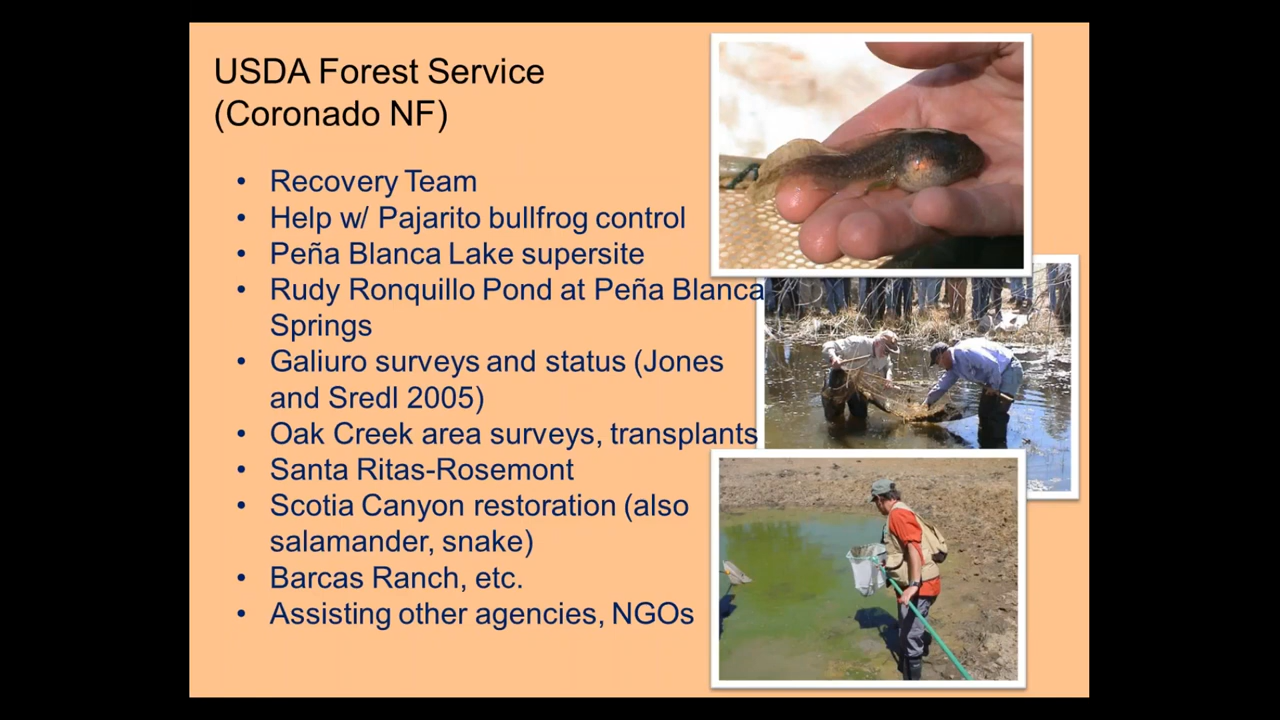 USDA Forest Service
(Coronado NF)
• Recovery Team
• Help w/ Pajarito bullfrog control
• Peña Blanca Lake supersite
• Rudy Ronquillo Pond at Peña Blanca
Springs
• Galiuro surveys and status (Jones
and Sredl 2005)
• Oak Creek area surveys, transplants
• Santa Ritas-Rosemont
• Scotia Canyon restoration (also
salamander, snake)
• Barcas Ranch, etc.
• Assisting other agencies, NGOs